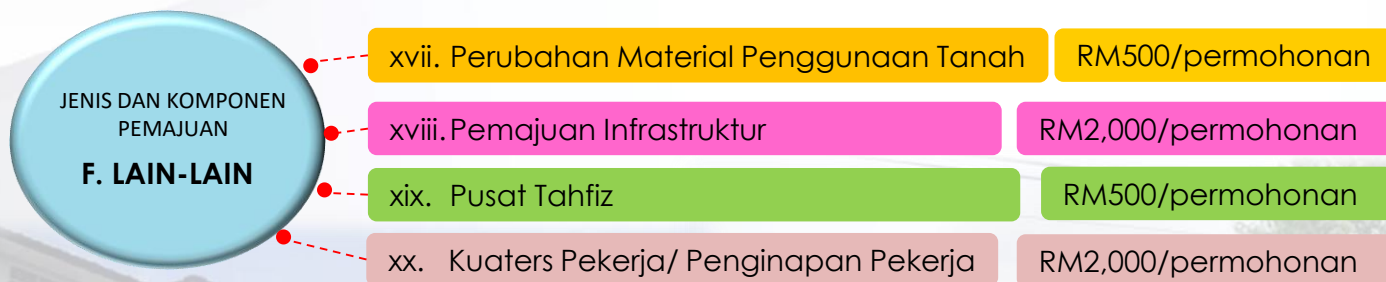 JENIS DAN KOMPONEN
PEMAJUAN
F. LAIN-LAIN
xvii. Perubahan Material Penggunaan Tanah RM500/permohonan
xviii. Pemajuan Infrastruktur RM2,000/permohonan
xix. Pusat Tahfiz RM500/permohonan
xx. Kuaters Pekerja/ Penginapan Pekerja RM2,000/permohonan